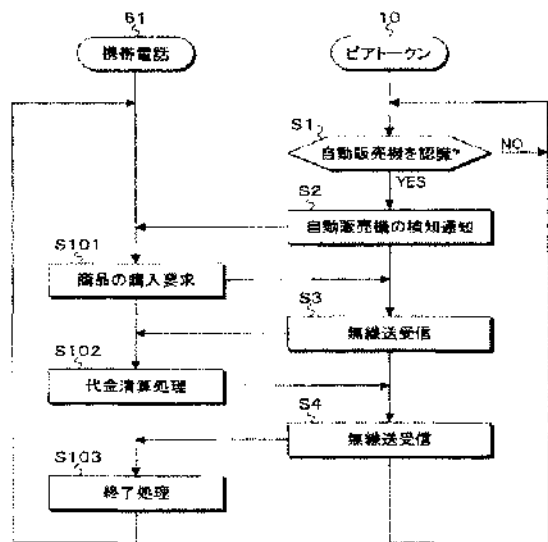 61
10
携帯電話
ピアトークン
S1
自動販売機を認識?
NO
YES
S2
自動販売機の検知通知
S101
商品の購入要求
S3
無線送受信
S102
代金清算処理
S4
無線送受信
S103
終了処理